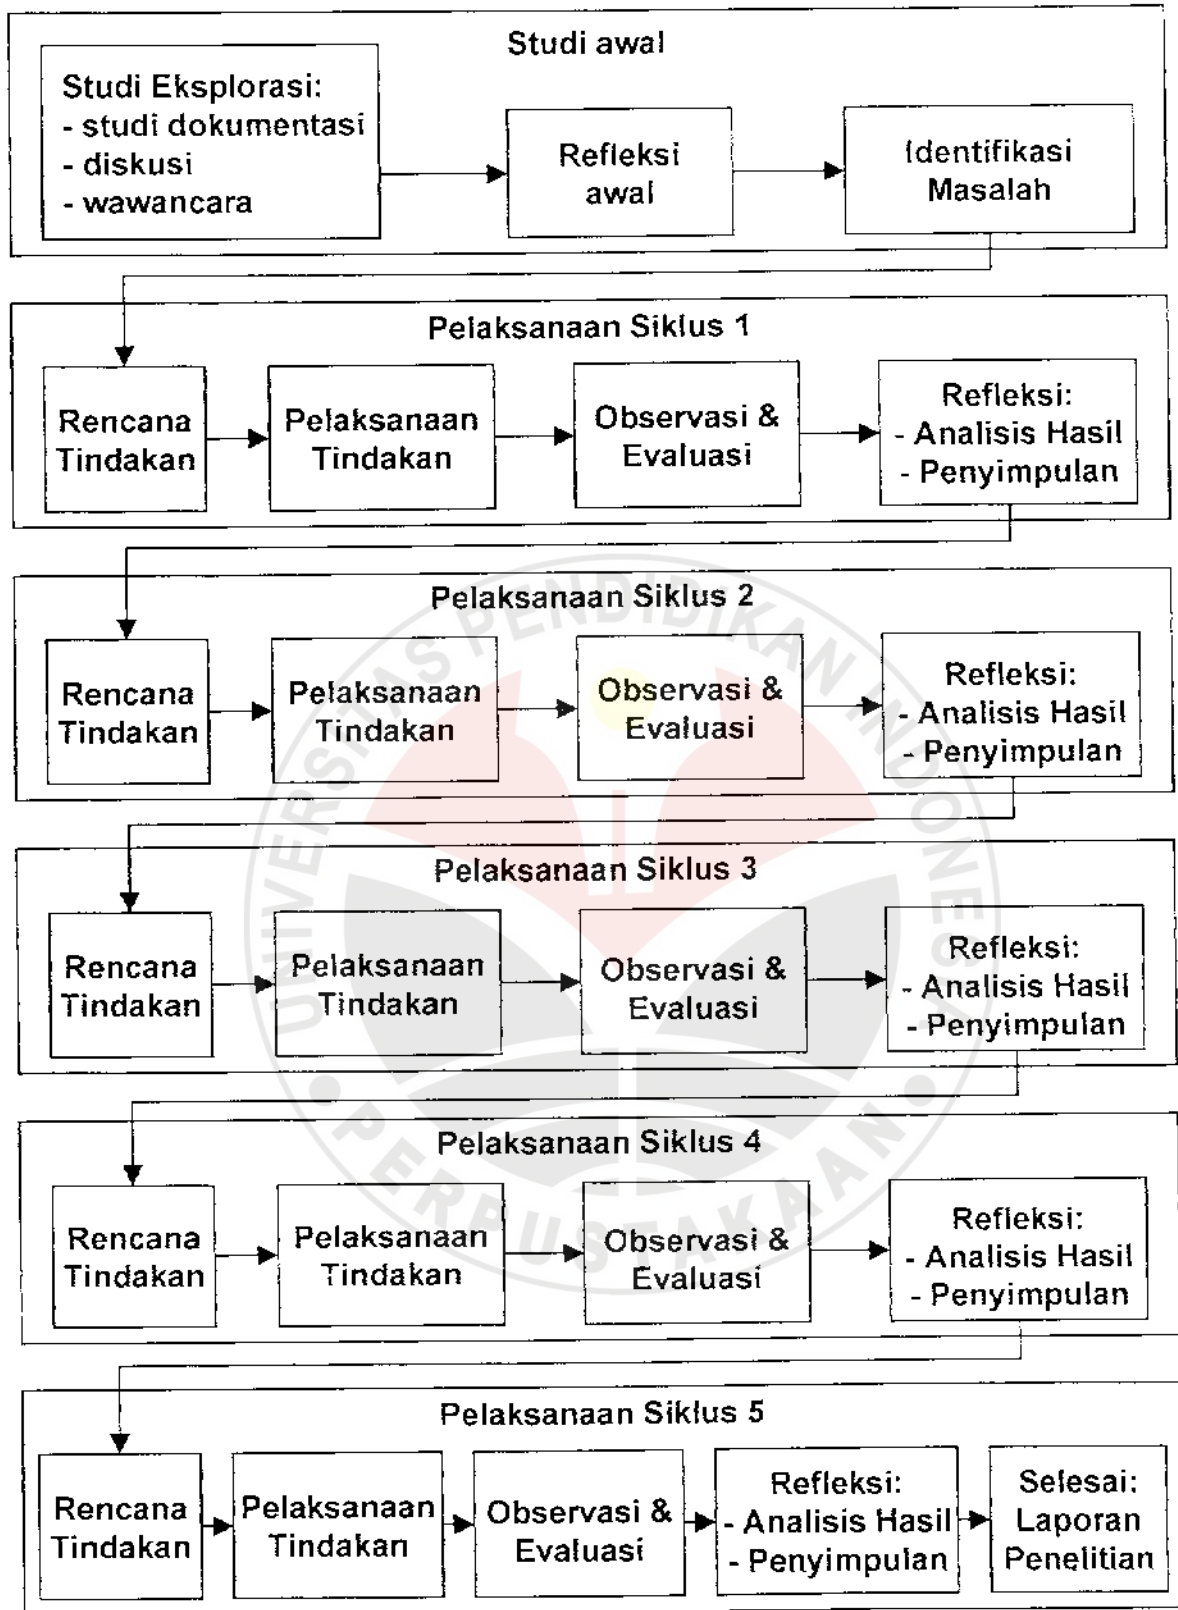 Studi awal
Studi Eksplorasi:
- studi dokumentasi
- diskusi
- wawancara
Refleksi
awal
Identifikasi
Masalah
Pelaksanaan Siklus 1
Rencana
Tindakan
Pelaksanaan
Tindakan
Observasi &
Evaluasi
Refleksi:
- Analisis Hasil
- Penyimpulan
Pelaksanaan Siklus 2
Rencana
Tindakan
Pelaksanaan
Tindakan
Observasi &
Evaluasi
Refleksi:
- Analisis Hasil
- Penyimpulan
Pelaksanaan Siklus 3
Rencana
Tindakan
Pelaksanaan
Tindakan
Observasi &
Evaluasi
Refleksi:
- Analisis Hasil
- Penyimpulan
Pelaksanaan Siklus 4
Rencana
Tindakan
Pelaksanaan
Tindakan
Observasi &
Evaluasi
Refleksi:
- Analisis Hasil
- Penyimpulan
Pelaksanaan Siklus 5
Rencana
Tindakan
Pelaksanaan
Tindakan
Observasi &
Evaluasi
Refleksi:
- Analisis Hasil
- Penyimpulan
Selesai:
Laporan
Penelitian
UNIVERSITAS PENDIDIKAN INDONESIA
PERPUSTAKAAN